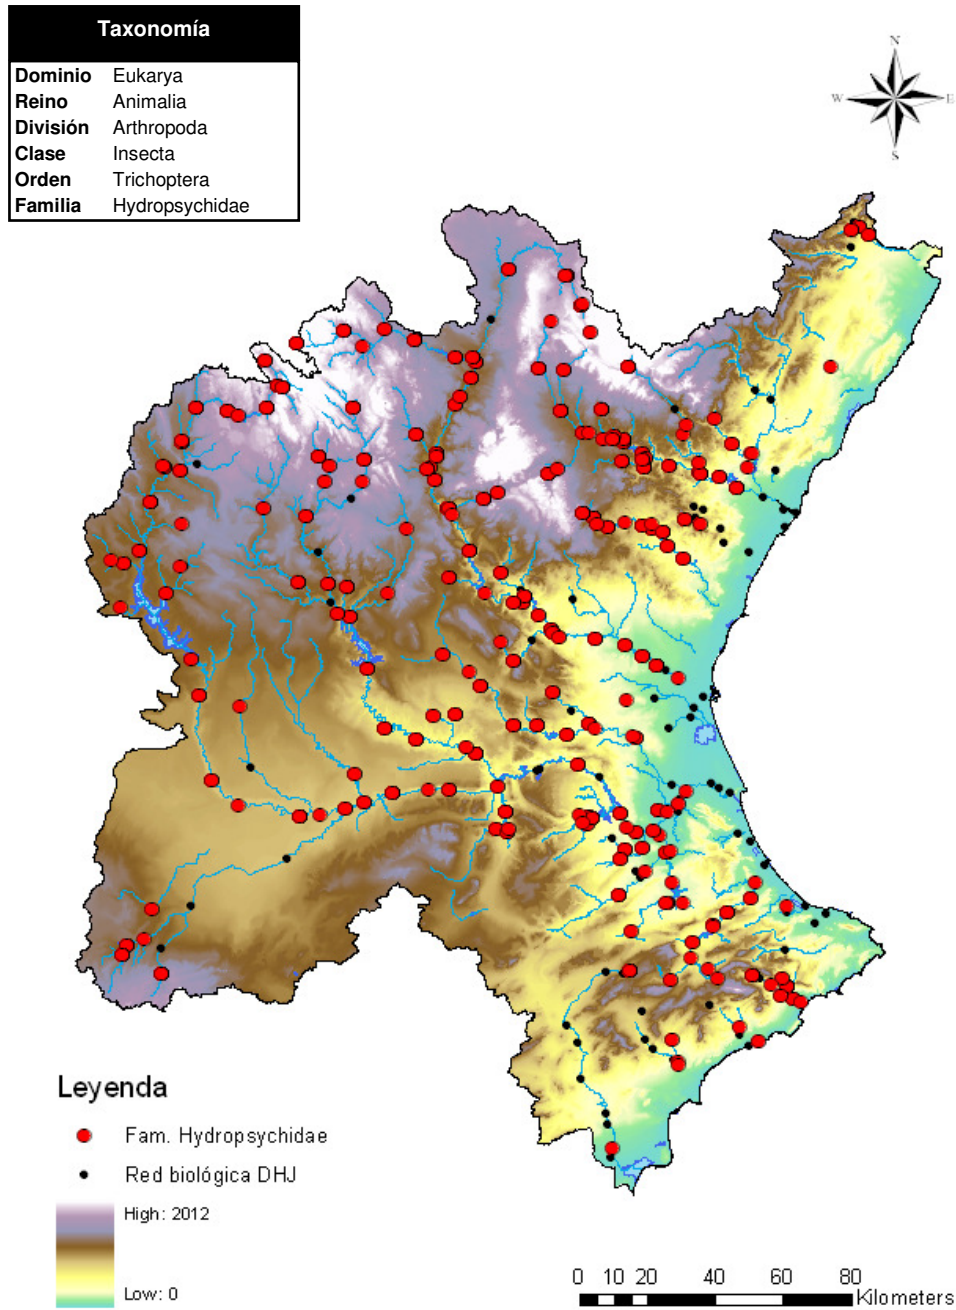 Taxonomía
Dominio Eukarya
Reino Animalia
División Arthropoda
Clase Insecta
Orden Trichoptera
Familia Hydropsychidae
N
W E
S
Leyenda
Fam. Hydropsychidae
Red biológica DHJ
High: 2012
Low: 0
0 10 20 40 60 80
Kilometers